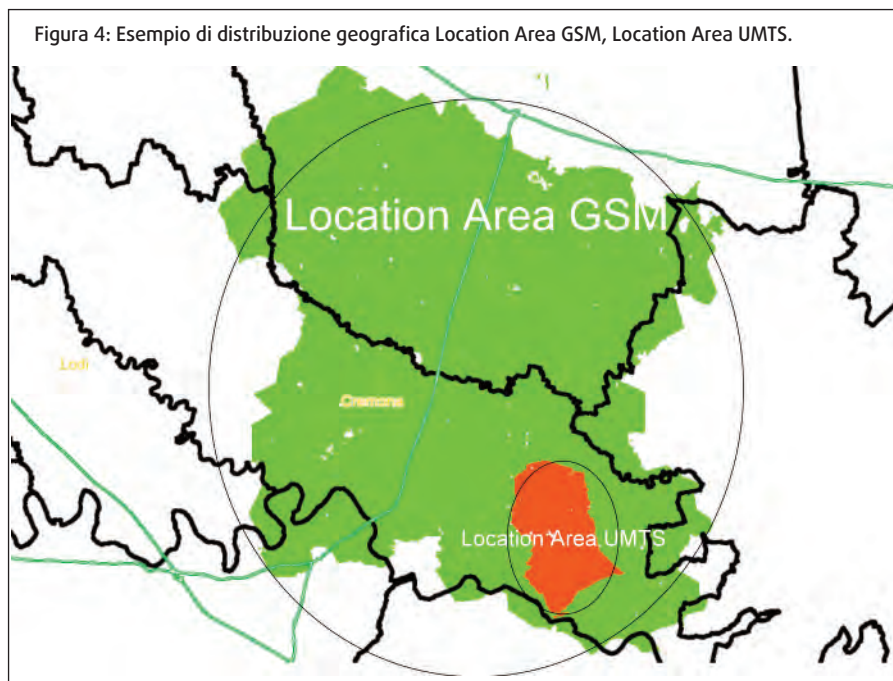 Figura 4: Esempio di distribuzione geografica Location Area GSM, Location Area UMTS.
Location Area GSM
Lodi
Cremona
Location Area UMTS